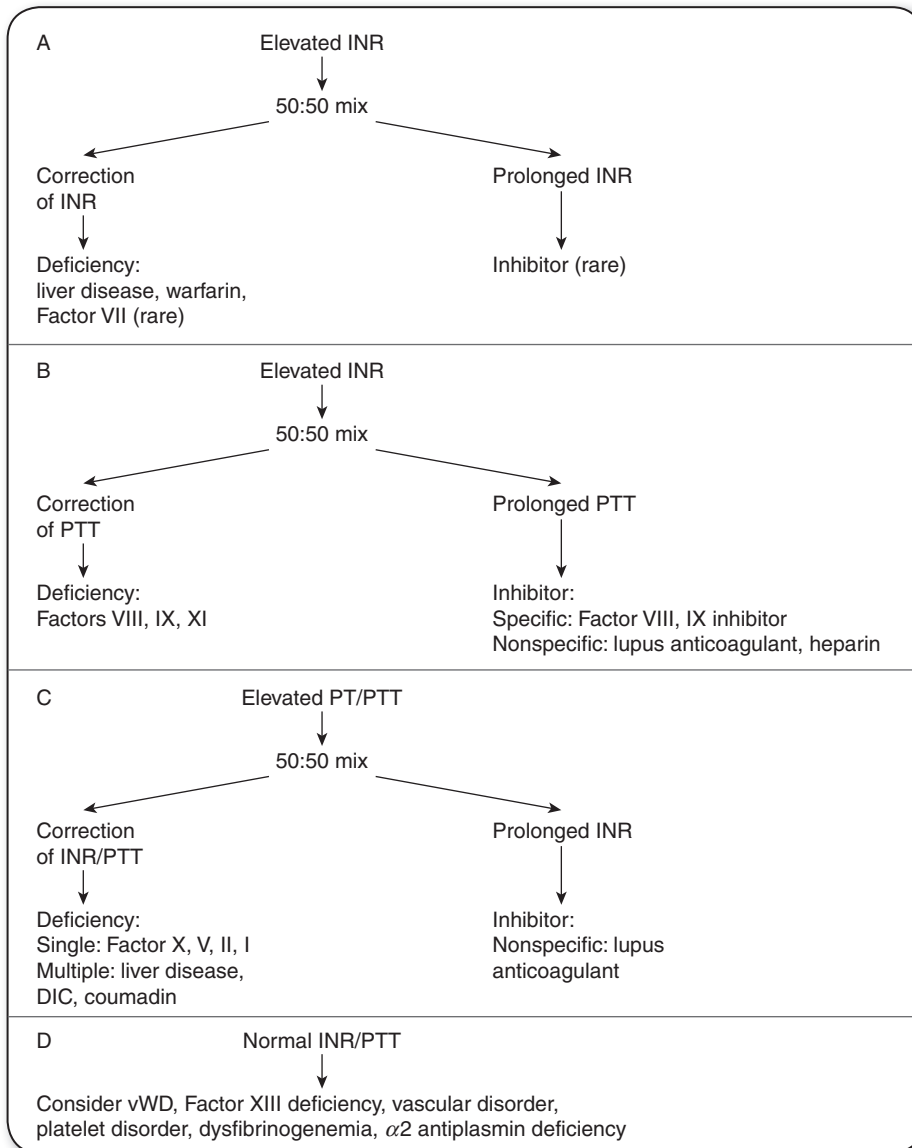 A
Elevated INR
50:50 mix
Correction
of INR
Prolonged INR
Deficiency:
liver disease, warfarin,
Factor VII (rare)
Inhibitor (rare)
B
Elevated INR
50:50 mix
Correction
of PTT
Prolonged PTT
Deficiency:
Factors VIII, IX, XI
Inhibitor:
Specific: Factor VIII, IX inhibitor
Nonspecific: lupus anticoagulant, heparin
C
Elevated PT/PTT
50:50 mix
Correction
of INR/PTT
Prolonged INR
Deficiency:
Single: Factor X, V, II, I
Multiple: liver disease,
DIC, coumadin
Inhibitor:
Nonspecific: lupus
anticoagulant
D
Normal INR/PTT
Consider vWD, Factor XIII deficiency, vascular disorder,
platelet disorder, dysfibrinogenemia, α2 antiplasmin deficiency